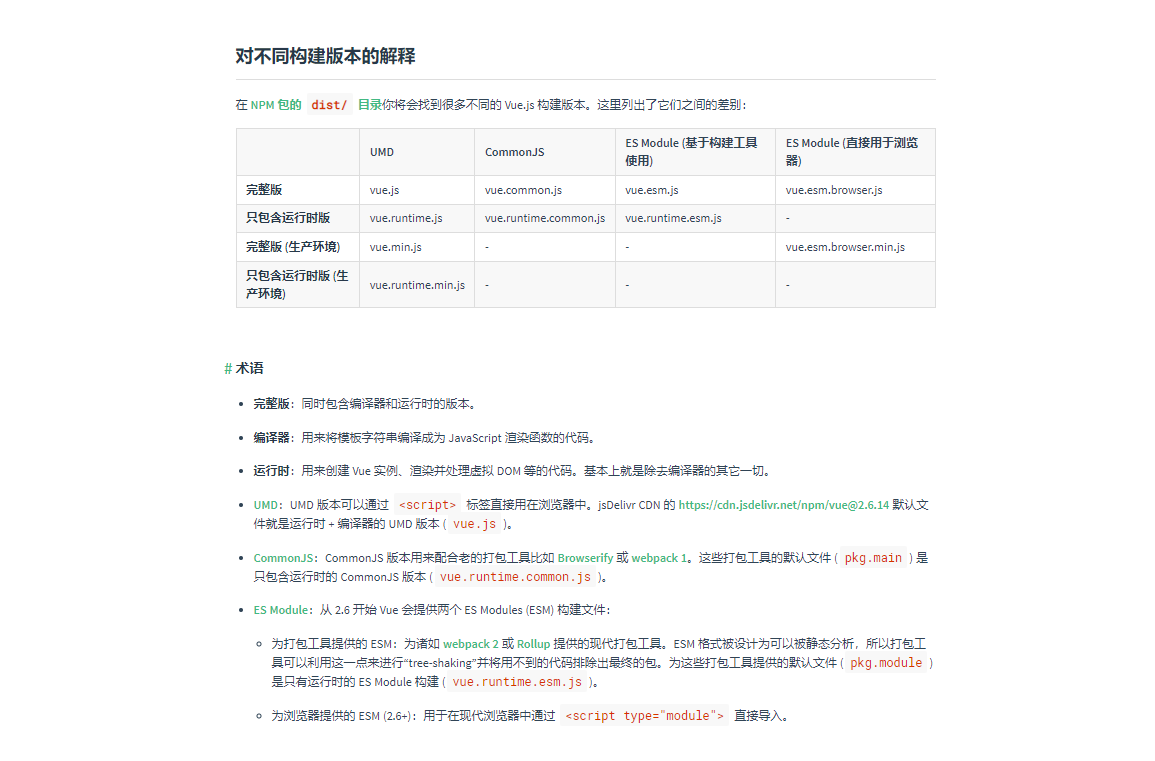 对不同构建版本的解释
在 NPM 包的 dist/ 目录你将会找到很多不同的 Vue.js 构建版本。这里列出了它们之间的差别：
UMD CommonJS ES Module (基于构建工具使用) ES Module (直接用于浏览器)
完整版 vue.js vue.common.js vue.esm.js vue.esm.browser.js
只包含运行时版 vue.runtime.js vue.runtime.common.js vue.runtime.esm.js -
完整版 (生产环境) vue.min.js - - vue.esm.browser.min.js
只包含运行时版 (生产环境) vue.runtime.min.js - - -
# 术语
• 完整版：同时包含编译器和运行时的版本。
• 编译器：用来将模板字符串编译成为 JavaScript 渲染函数的代码。
• 运行时：用来创建 Vue 实例、渲染并处理虚拟 DOM 等的代码。基本上就是除去编译器的其它一切。
• UMD：UMD 版本可以通过 <script> 标签直接用在浏览器中。jsDelivr CDN 的 https://cdn.jsdelivr.net/npm/vue@2.6.14 默认文
件就是运行时 + 编译器的 UMD 版本 ( vue.js )。
• CommonJS：CommonJS 版本用来配合老的打包工具比如 Browserify 或 webpack 1。这些打包工具的默认文件 ( pkg.main ) 是
只包含运行时的 CommonJS 版本 ( vue.runtime.common.js )。
• ES Module：从 2.6 开始 Vue 会提供两个 ES Modules (ESM) 构建文件：
◦ 为打包工具提供的 ESM：为诸如 webpack 2 或 Rollup 提供的现代打包工具。ESM 格式被设计为可以被静态分析，所以打包工
具可以利用这一点来进行“tree-shaking”并将用不到的代码排除出最终的包。为这些打包工具提供的默认文件 ( pkg.module )
是只有运行时的 ES Module 构建 ( vue.runtime.esm.js )。
◦ 为浏览器提供的 ESM (2.6+)：用于在现代浏览器中通过 <script type="module"> 直接导入。